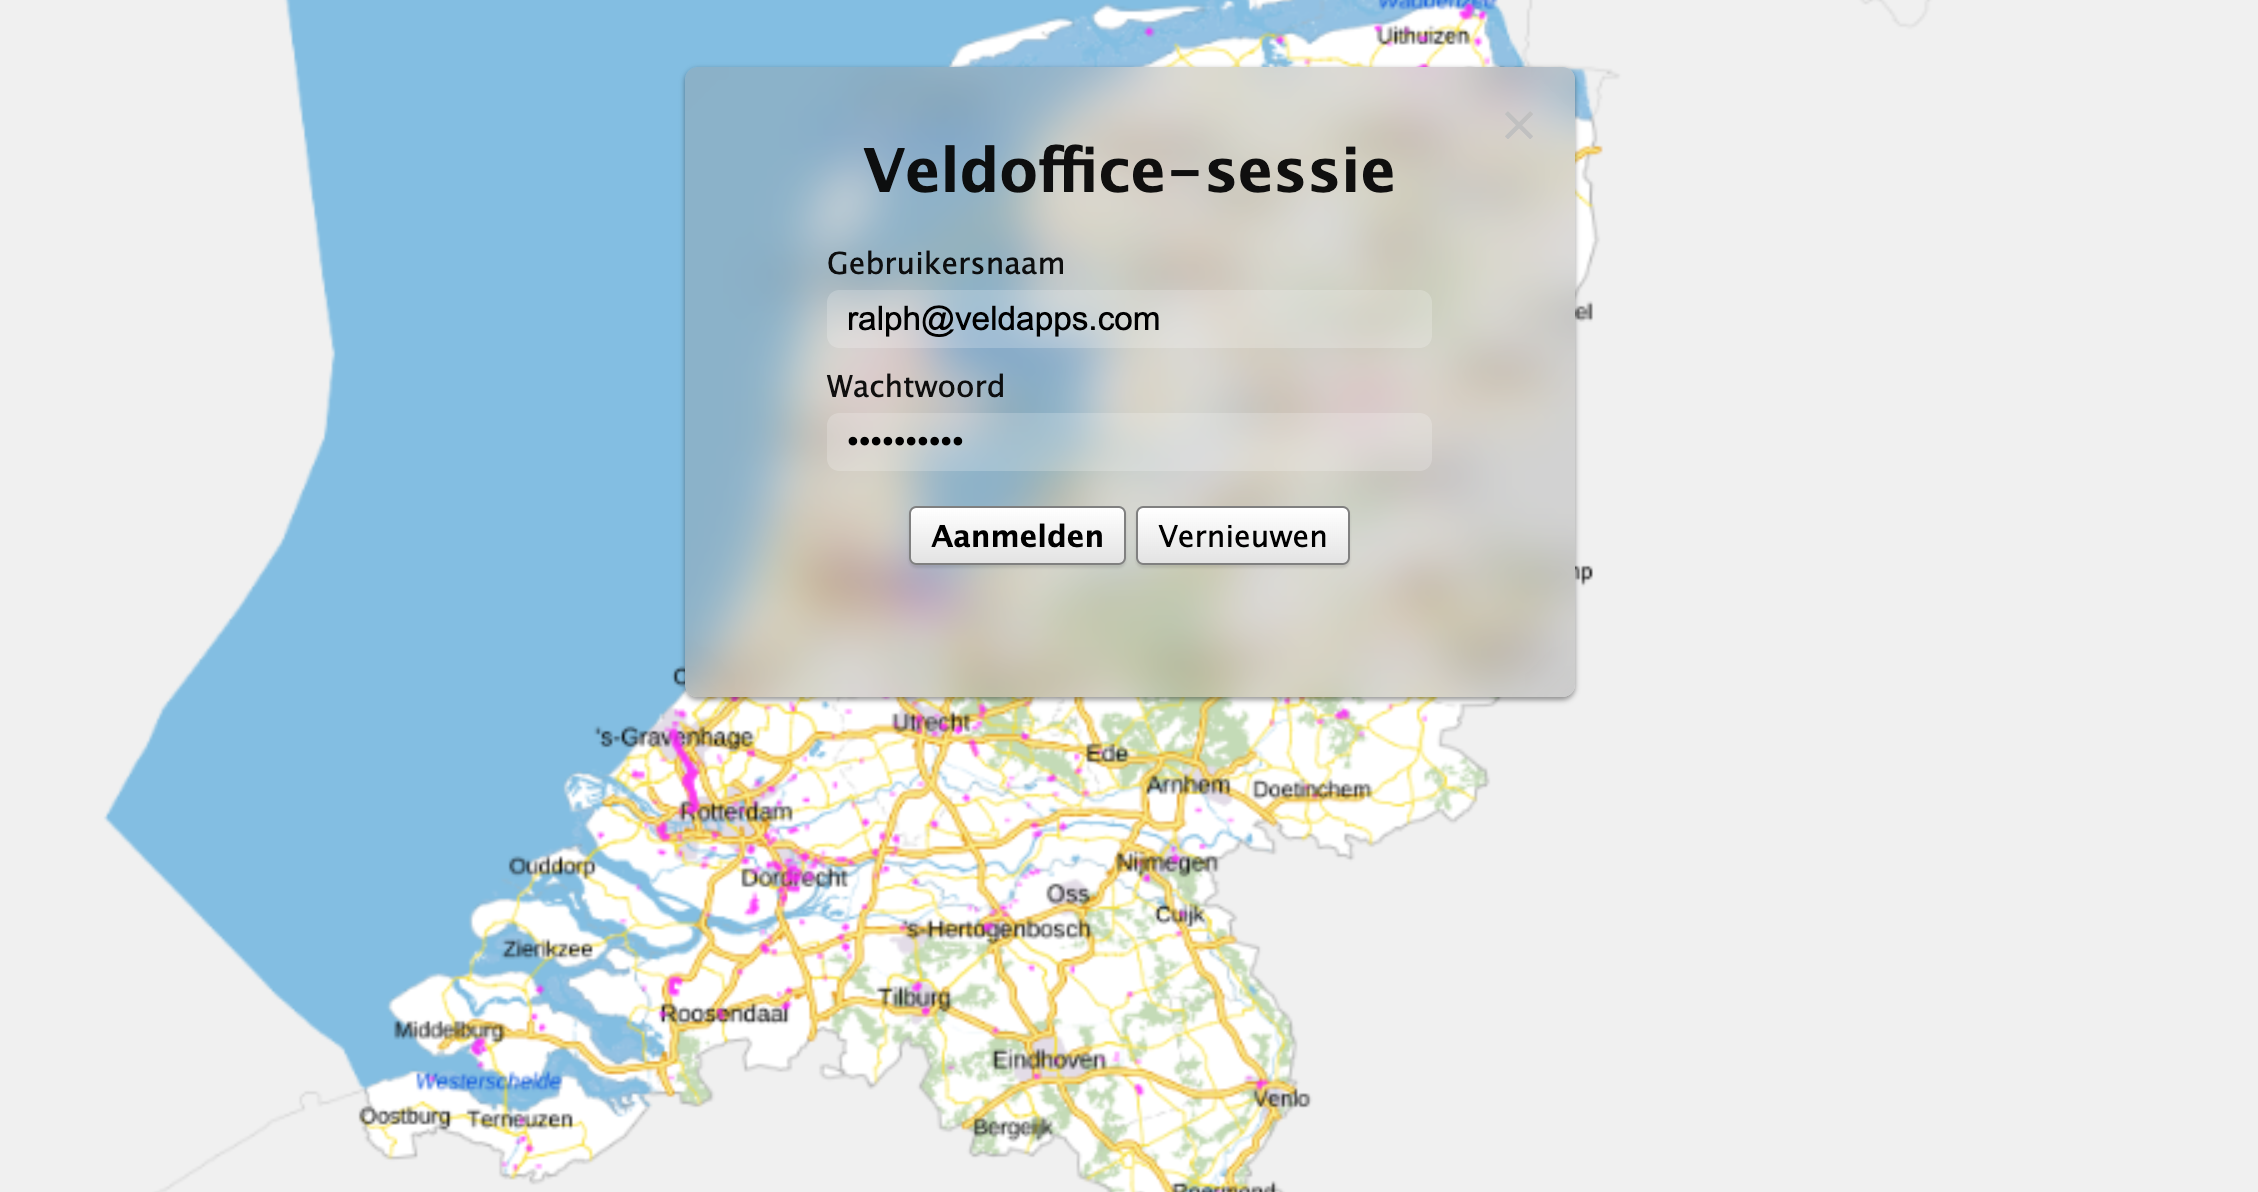 Uithuizen
Veldoffice-sessie
Gebruikersnaam
ralph@veldapps.com
Wachtwoord
••••••••••
Aanmelden
Vernieuwen
Utrecht
's-Gravenhage
Ede
Arnhem
Doetinchem
Rotterdam
Ouddorp
Dordrecht
Nijmegen
Oss
Cuijk
's-Hertogenbosch
Zierikzee
Tilburg
Roosendaal
Middelburg
Eindhoven
Westerschelde
Venlo
Oostburg
Terneuzen
Bergeijk